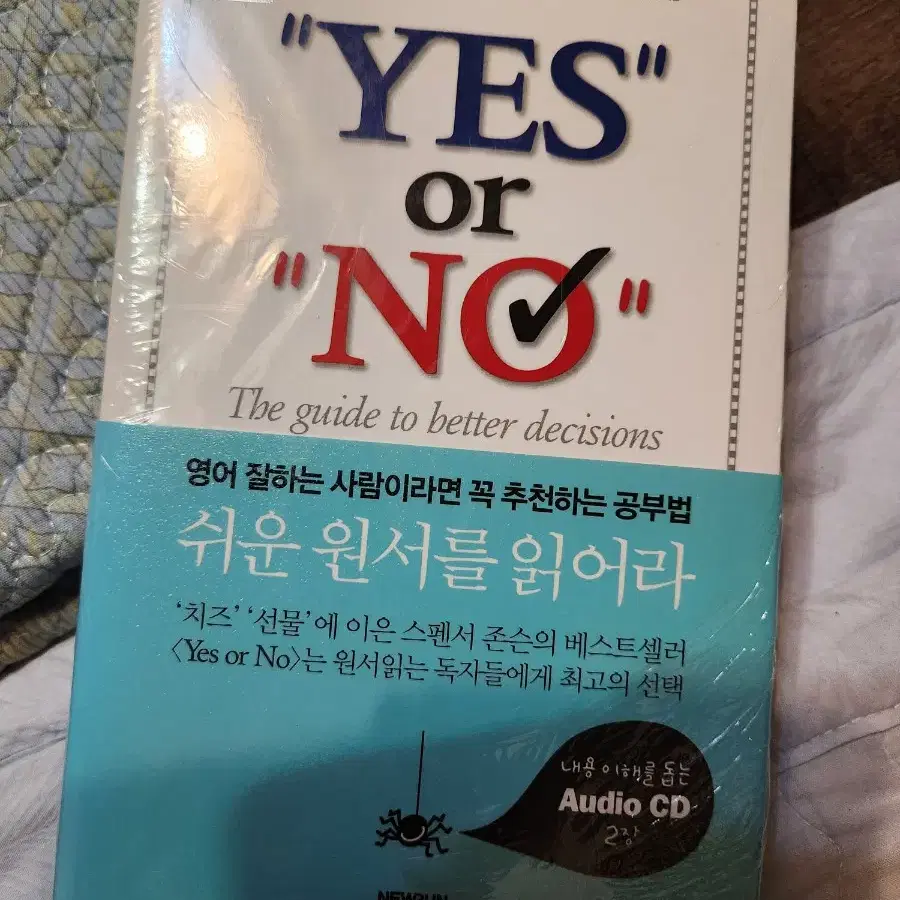 "YES"
or
"NO"
The guide to better decisions
영어 잘하는 사람이라면 꼭 추천하는 공부법
쉬운 원서를 읽어라
'치즈' '선물'에 이은 스펜서 존슨의 베스트셀러
〈Yes or No〉는 원서읽는 독자들에게 최고의 선택
내용 이해를 돕는
Audio CD
2장